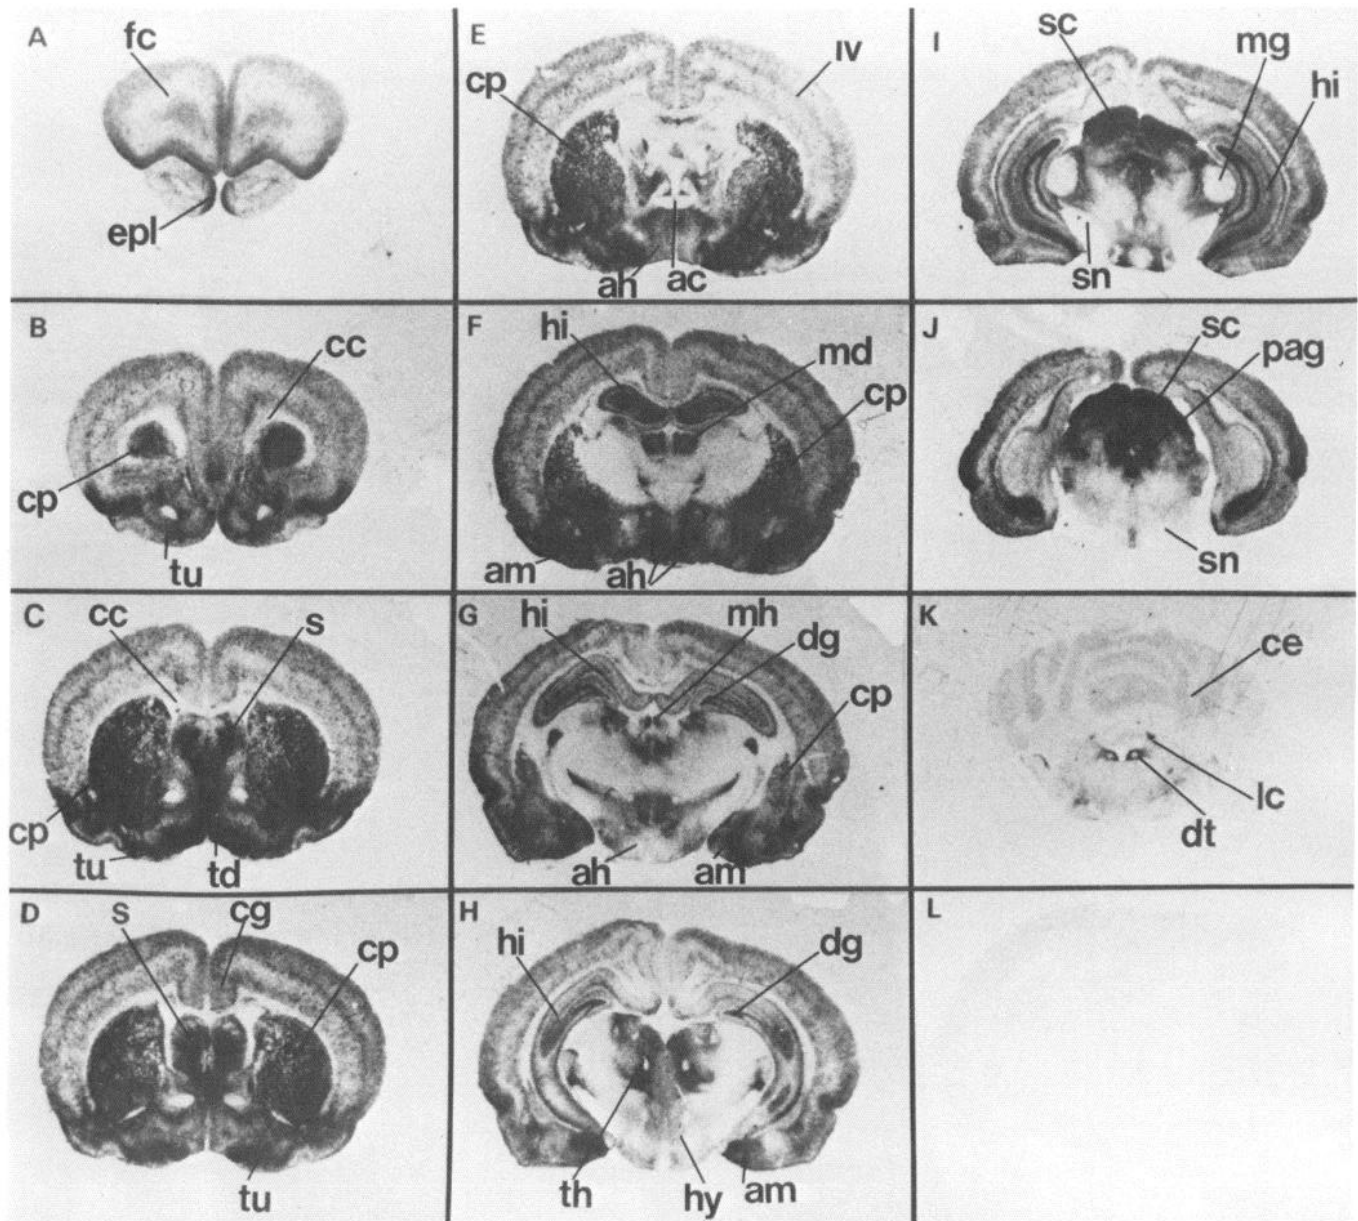 A
fc
epl
B
cc
cp
tu
C
cc
s
cp
tu
td
D
s
cg
cp
tu
E
cp
IV
ah
ac
F
hi
md
cp
am
ah
G
hi
mh
dg
cp
ah
am
H
hi
dg
th
hy
am
I
sc
mg
hi
sn
J
sc
pag
sn
K
ce
lc
dt
L